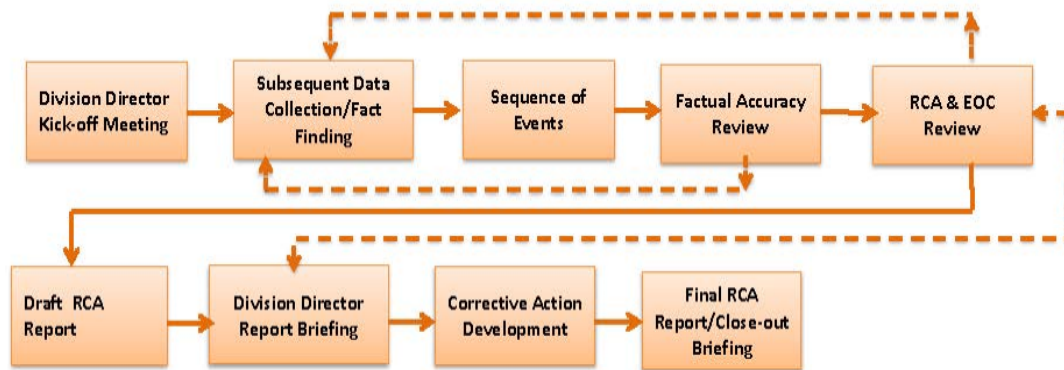 Division Director
Kick-off Meeting
Subsequent Data
Collection/Fact
Finding
Sequence of
Events
Factual Accuracy
Review
RCA & EOC
Review
Draft RCA
Report
Division Director
Report Briefing
Corrective Action
Development
Final RCA
Report/Close-out
Briefing